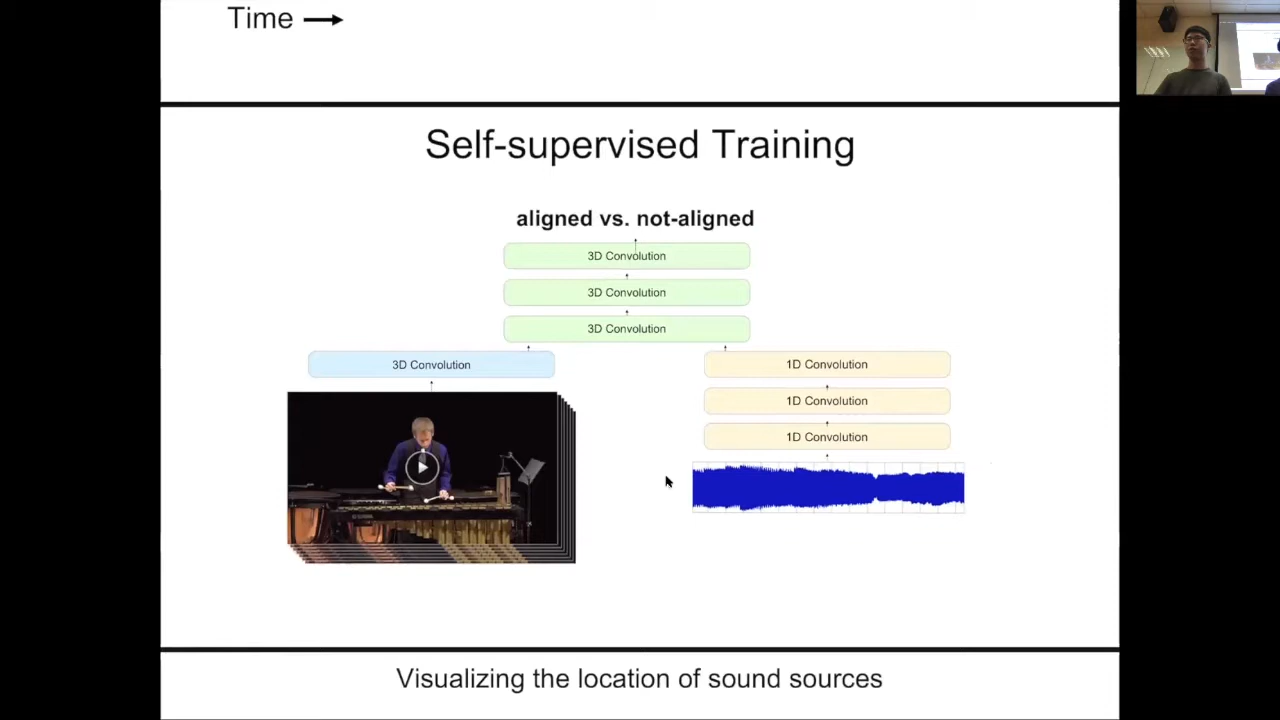 Time
Self-supervised Training
aligned vs. not-aligned
3D Convolution
3D Convolution
3D Convolution
3D Convolution
1D Convolution
1D Convolution
1D Convolution
Visualizing the location of sound sources